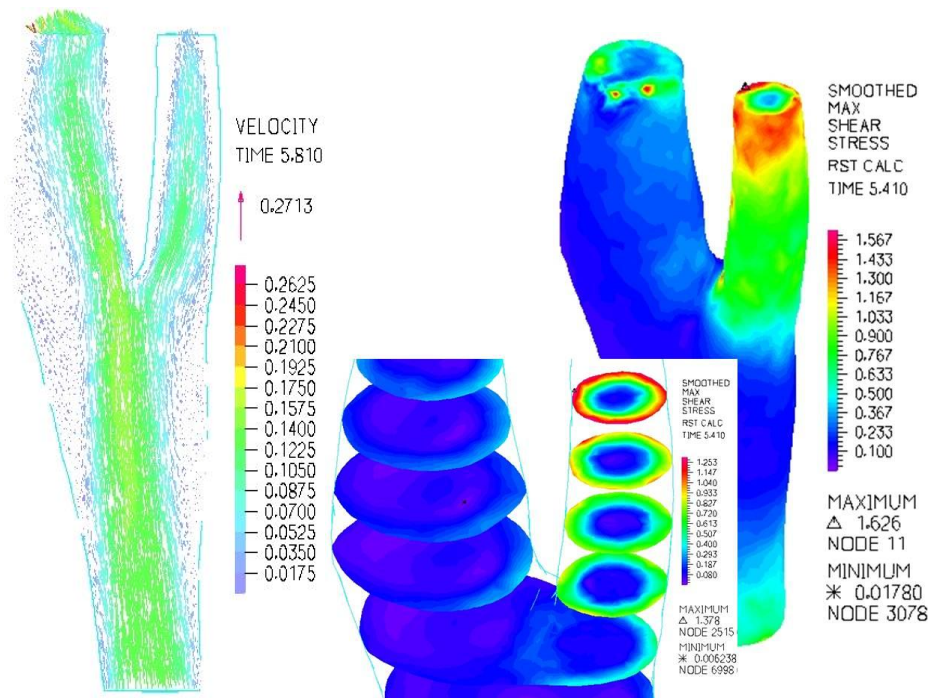 VELOCITY
TIME 5.810
0.2713
0.2625
0.2450
0.2275
0.2100
0.1925
0.1750
0.1575
0.1400
0.1225
0.1050
0.0875
0.0700
0.0525
0.0350
0.0175
SMOOTHED
MAX
SHEAR
STRESS
RST CALC
TIME 5.410
1.253
1.147
1.040
0.933
0.827
0.720
0.613
0.507
0.400
0.293
0.187
0.080
MAXIMUM
△ 1.378
NODE 2515
MINIMUM
✳ 0.006238
NODE 6998
SMOOTHED
MAX
SHEAR
STRESS
RST CALC
TIME 5.410
1.567
1.433
1.300
1.167
1.033
0.900
0.767
0.633
0.500
0.367
0.233
0.100
MAXIMUM
△ 1.626
NODE 11
MINIMUM
✳ 0.01780
NODE 3078